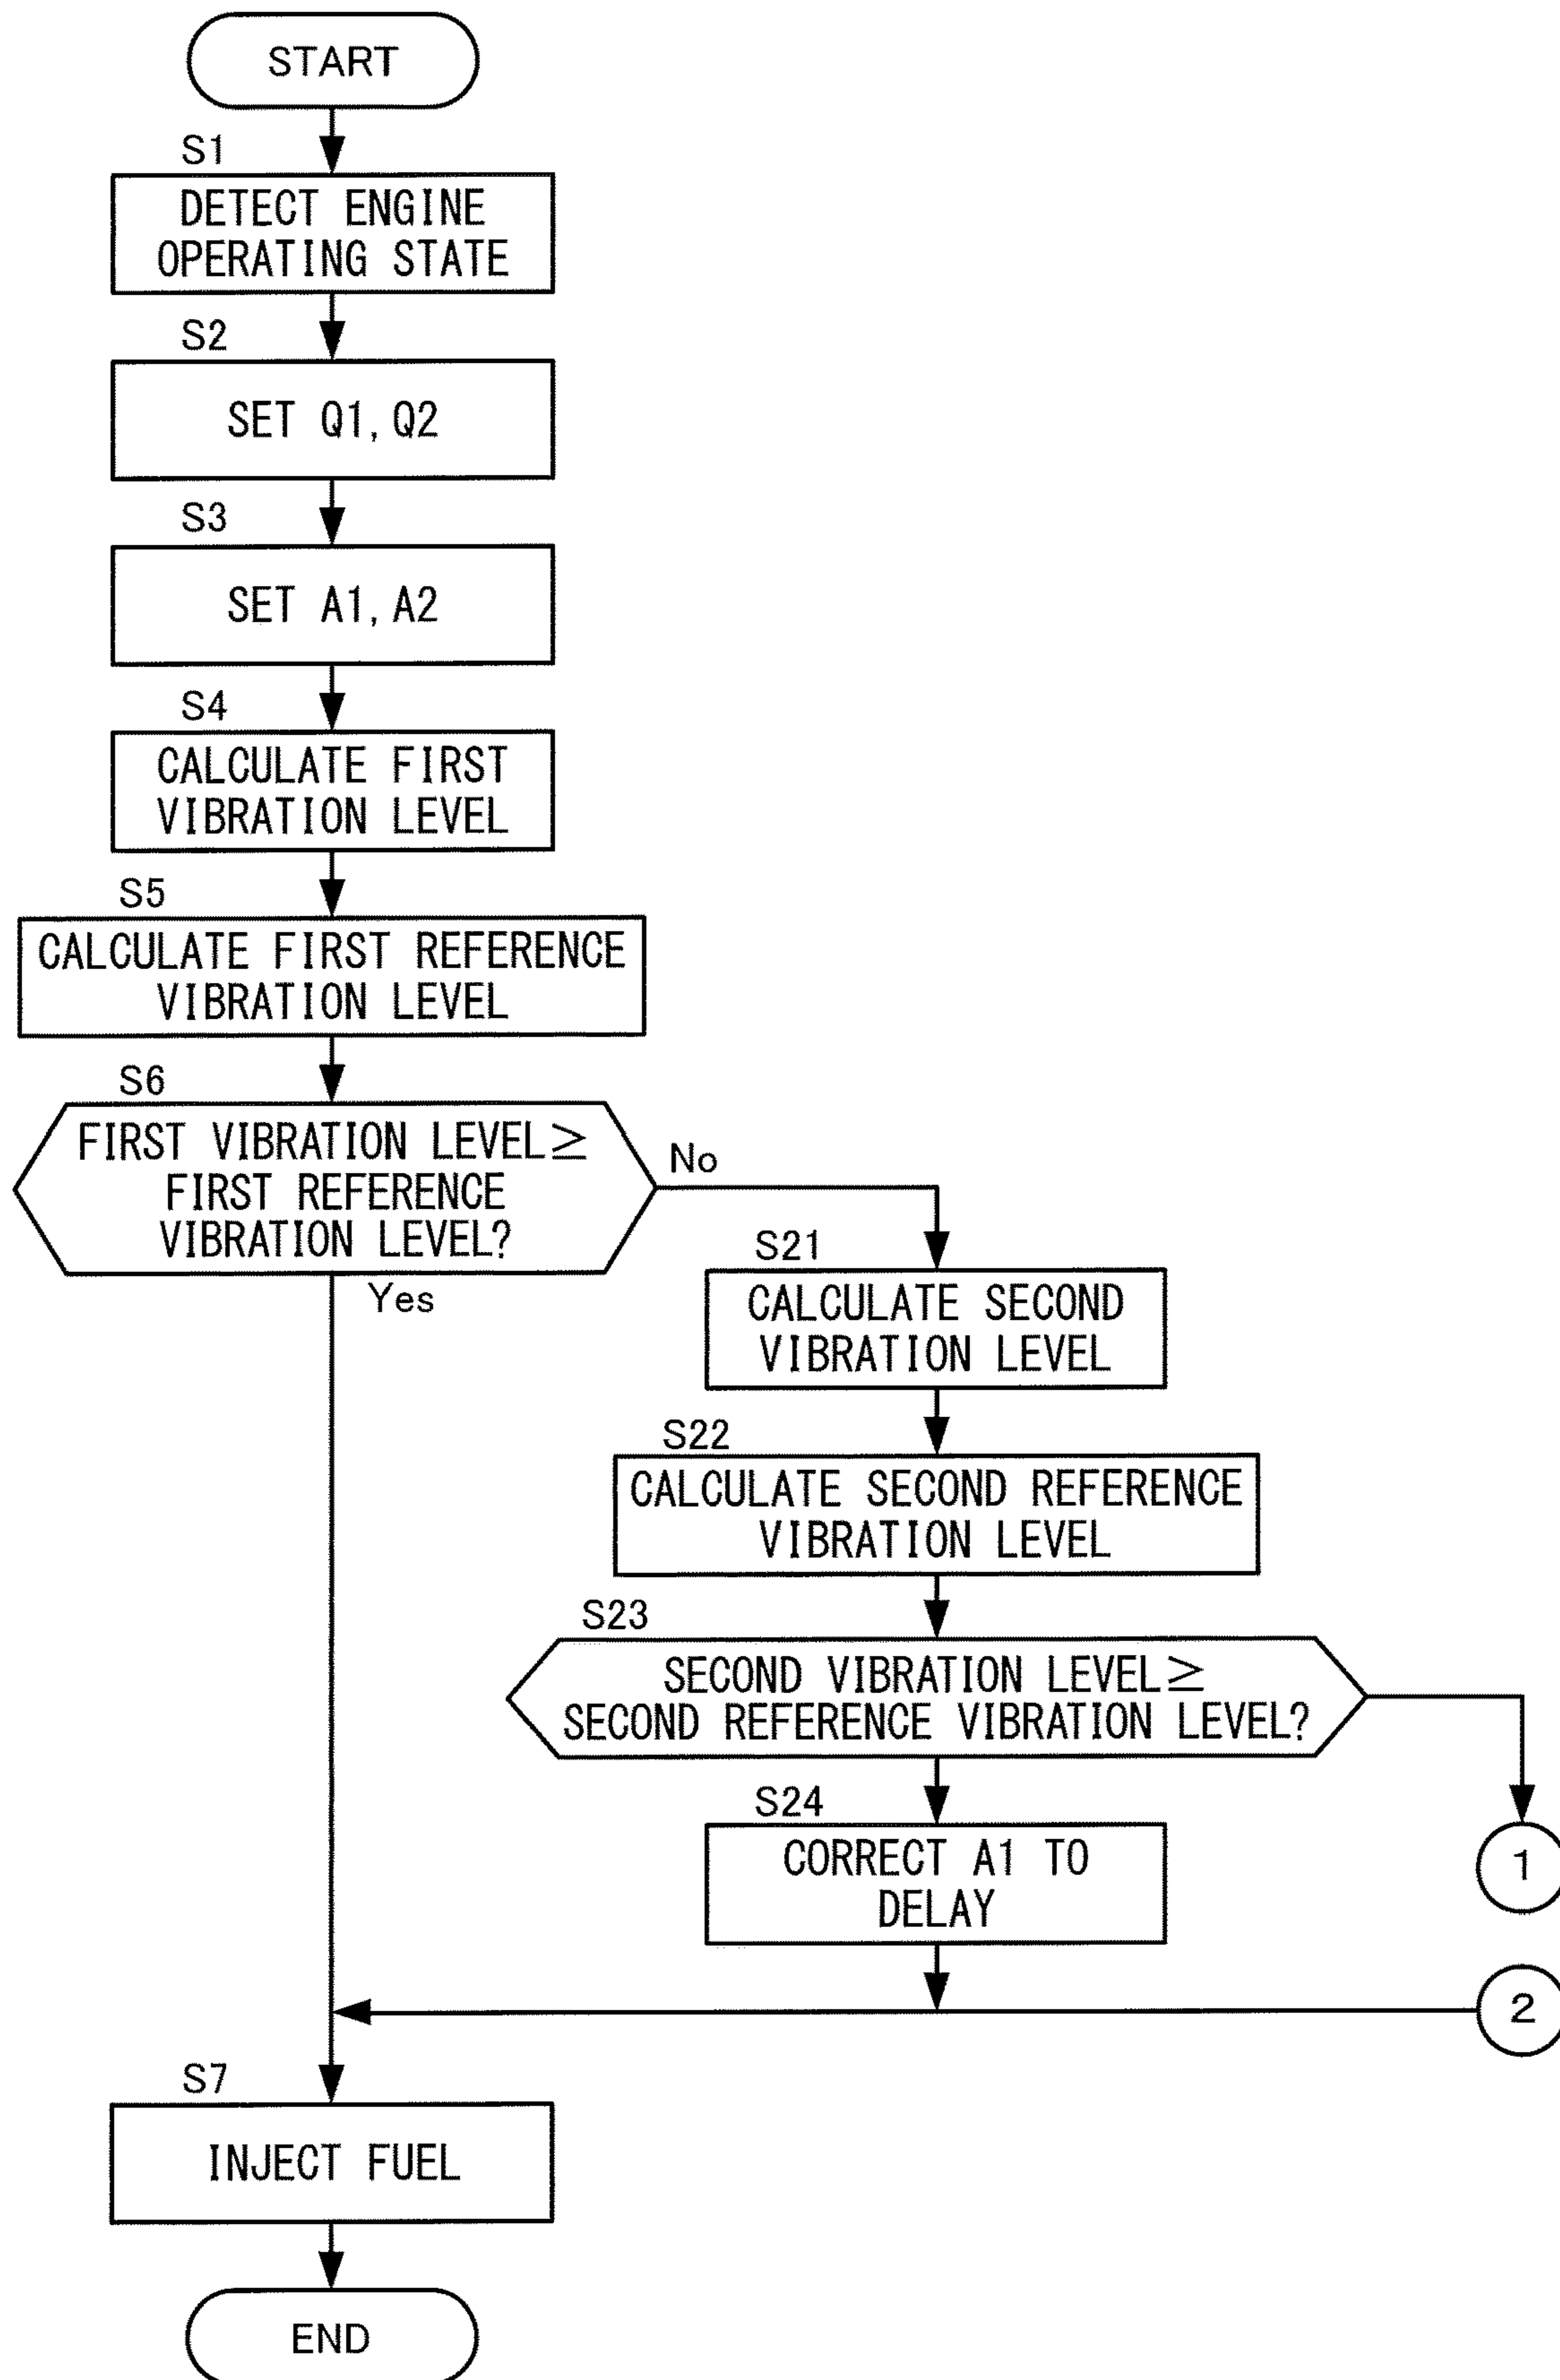 START
S1
DETECT ENGINE
OPERATING STATE
S2
SET Q1, Q2
S3
SET A1, A2
S4
CALCULATE FIRST
VIBRATION LEVEL
S5
CALCULATE FIRST REFERENCE
VIBRATION LEVEL
S6
FIRST VIBRATION LEVEL≧
FIRST REFERENCE
VIBRATION LEVEL?
No
Yes
S21
CALCULATE SECOND
VIBRATION LEVEL
S22
CALCULATE SECOND REFERENCE
VIBRATION LEVEL
S23
SECOND VIBRATION LEVEL≧
SECOND REFERENCE VIBRATION LEVEL?
S24
CORRECT A1 TO
DELAY
1
2
S7
INJECT FUEL
END